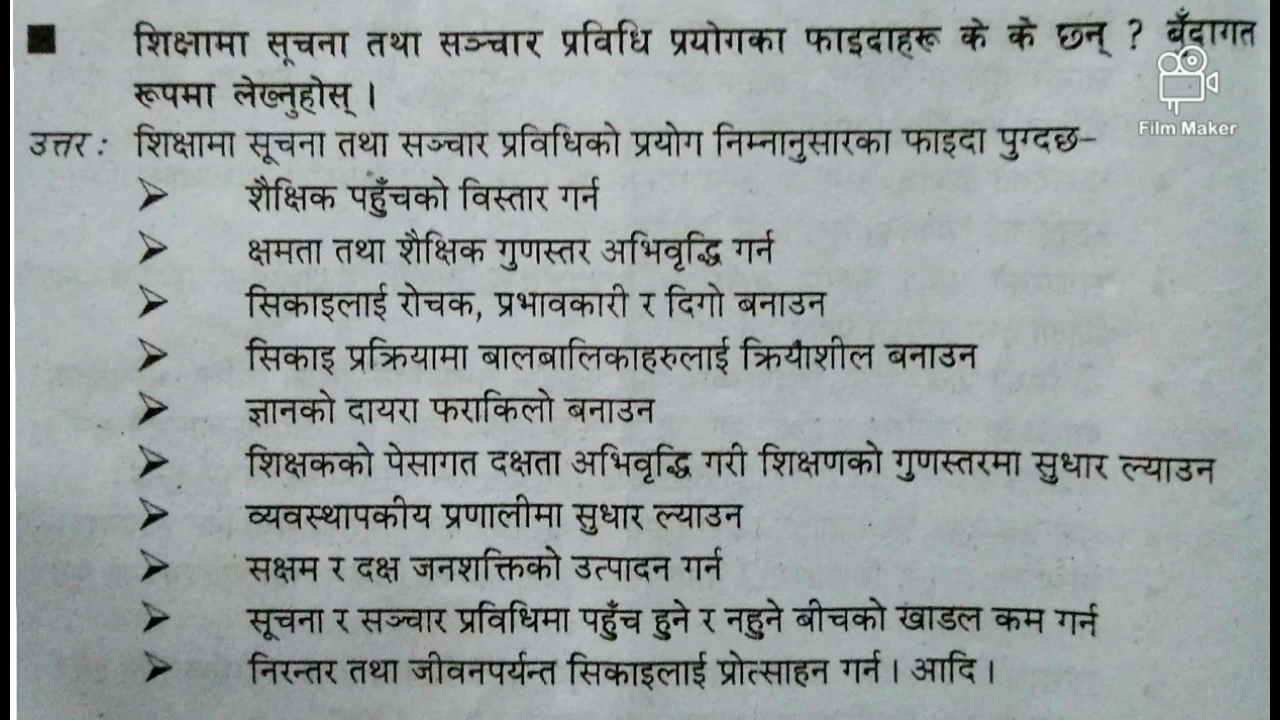 ■ शिक्षामा सूचना तथा सञ्चार प्रविधि प्रयोगका फाइदाहरू के के छन् ? बुँदागत
रूपमा लेख्नुहोस् ।
Film Maker
उत्तर : शिक्षामा सूचना तथा सञ्चार प्रविधिको प्रयोग निम्नानुसारका फाइदा पुग्दछ–
➤ शैक्षिक पहुँचको विस्तार गर्न
➤ क्षमता तथा शैक्षिक गुणस्तर अभिवृद्धि गर्न
➤ सिकाइलाई रोचक, प्रभावकारी र दिगो बनाउन
➤ सिकाइ प्रक्रियामा बालबालिकाहरुलाई क्रियाशील बनाउन
➤ ज्ञानको दायरा फराकिलो बनाउन
➤ शिक्षकको पेसागत दक्षता अभिवृद्धि गरी शिक्षणको गुणस्तरमा सुधार ल्याउन
➤ व्यवस्थापकीय प्रणालीमा सुधार ल्याउन
➤ सक्षम र दक्ष जनशक्तिको उत्पादन गर्न
➤ सूचना र सञ्चार प्रविधिमा पहुँच हुने र नहुने बीचको खाडल कम गर्न
➤ निरन्तर तथा जीवनपर्यन्त सिकाइलाई प्रोत्साहन गर्न । आदि ।